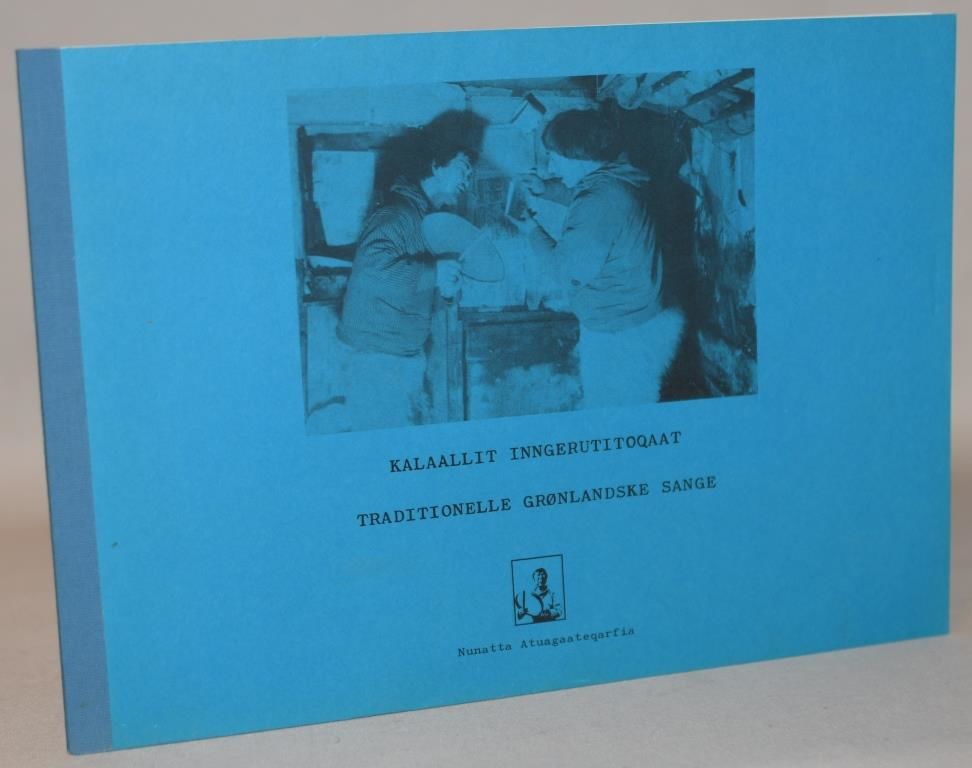 KALAALLIT INNGERUTITOQAAT
TRADITIONELLE GRØNLANDSKE SANGE
Nunatta Atuagaateqarfia